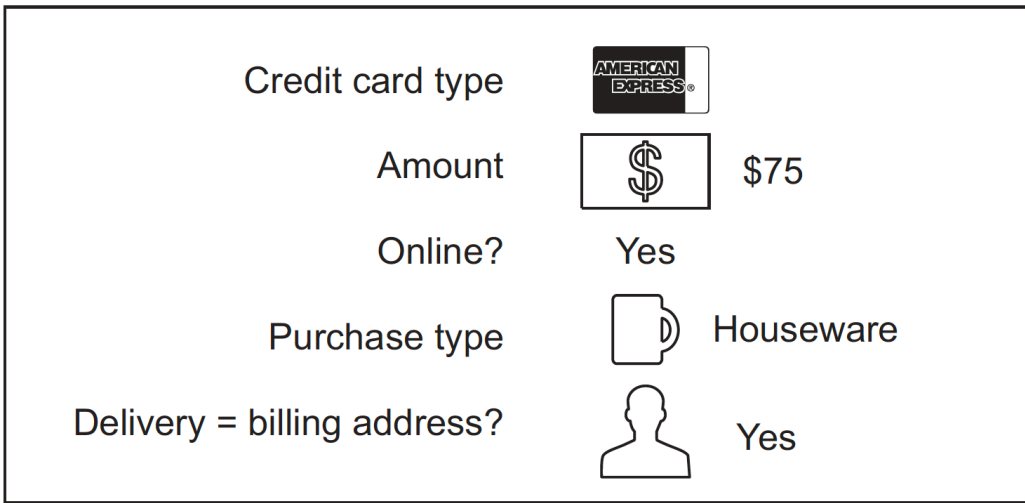 Credit card type
AMERICAN
EXPRESS®
Amount
$
$75
Online?
Yes
Purchase type
Houseware
Delivery = billing address?
Yes